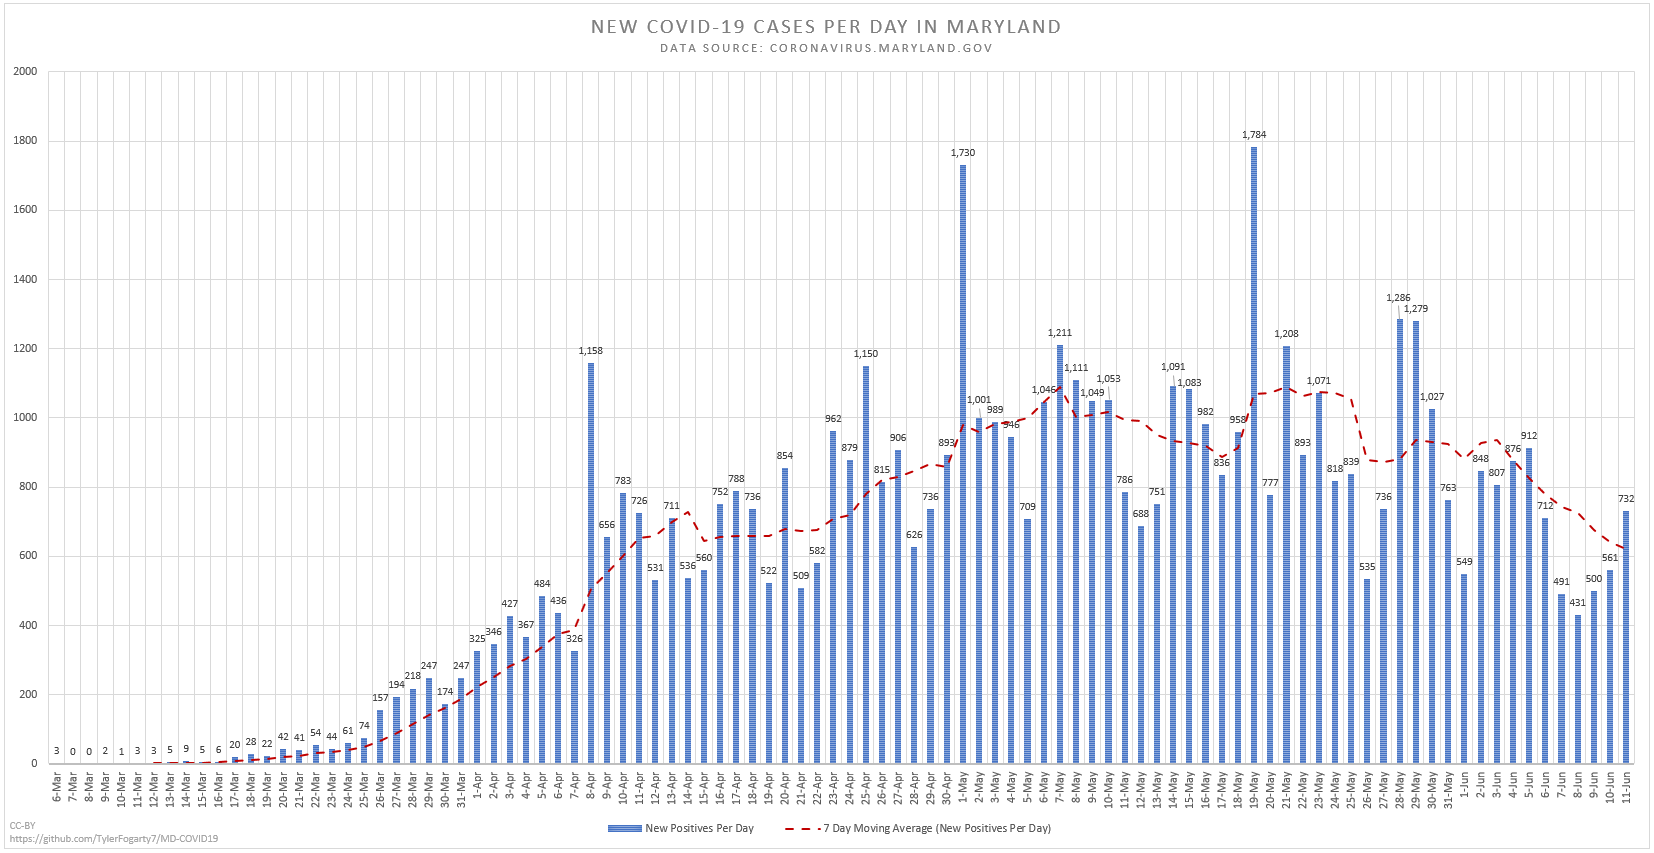 NEW COVID-19 CASES PER DAY IN MARYLAND
DATA SOURCE: CORONAVIRUS.MARYLAND.GOV
2000
1800
1600
1400
1200
1000
800
600
400
200
0
3 0 0 2 1 3 3 5 9 5 6 20 28 22 42 41 54 44 61 74 157 194 218 247 174 247 325 346 427 367 484 436 326 1,158 656 783 726 531 711 536 560 752 788 736 522 854 509 582 962 879 1,150 815 906 626 736 893 1,730 1,001 989 946 709 1,046 1,211 1,111 1,049 1,053 786 688 751 1,091 1,083 982 836 958 1,784 777 1,208 893 1,071 818 839 535 736 1,286 1,279 1,027 763 549 848 807 876 912 712 491 431 500 561 732
6-Mar 7-Mar 8-Mar 9-Mar 10-Mar 11-Mar 12-Mar 13-Mar 14-Mar 15-Mar 16-Mar 17-Mar 18-Mar 19-Mar 20-Mar 21-Mar 22-Mar 23-Mar 24-Mar 25-Mar 26-Mar 27-Mar 28-Mar 29-Mar 30-Mar 31-Mar 1-Apr 2-Apr 3-Apr 4-Apr 5-Apr 6-Apr 7-Apr 8-Apr 9-Apr 10-Apr 11-Apr 12-Apr 13-Apr 14-Apr 15-Apr 16-Apr 17-Apr 18-Apr 19-Apr 20-Apr 21-Apr 22-Apr 23-Apr 24-Apr 25-Apr 26-Apr 27-Apr 28-Apr 29-Apr 30-Apr 1-May 2-May 3-May 4-May 5-May 6-May 7-May 8-May 9-May 10-May 11-May 12-May 13-May 14-May 15-May 16-May 17-May 18-May 19-May 20-May 21-May 22-May 23-May 24-May 25-May 26-May 27-May 28-May 29-May 30-May 31-May 1-Jun 2-Jun 3-Jun 4-Jun 5-Jun 6-Jun 7-Jun 8-Jun 9-Jun 10-Jun 11-Jun
New Positives Per Day
7 Day Moving Average (New Positives Per Day)
CC-BY
https://github.com/TylerFogarty7/MD-COVID19